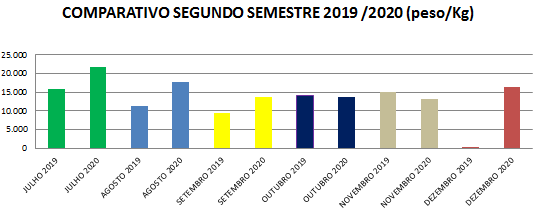 COMPARATIVO SEGUNDO SEMESTRE 2019 /2020 (peso/Kg)
25.000
20.000
15.000
10.000
5.000
0
JULHO 2019
JULHO 2020
AGOSTO 2019
AGOSTO 2020
SETEMBRO 2019
SETEMBRO 2020
OUTUBRO 2019
OUTUBRO 2020
NOVEMBRO 2019
NOVEMBRO 2020
DEZEMBRO 2019
DEZEMBRO 2020